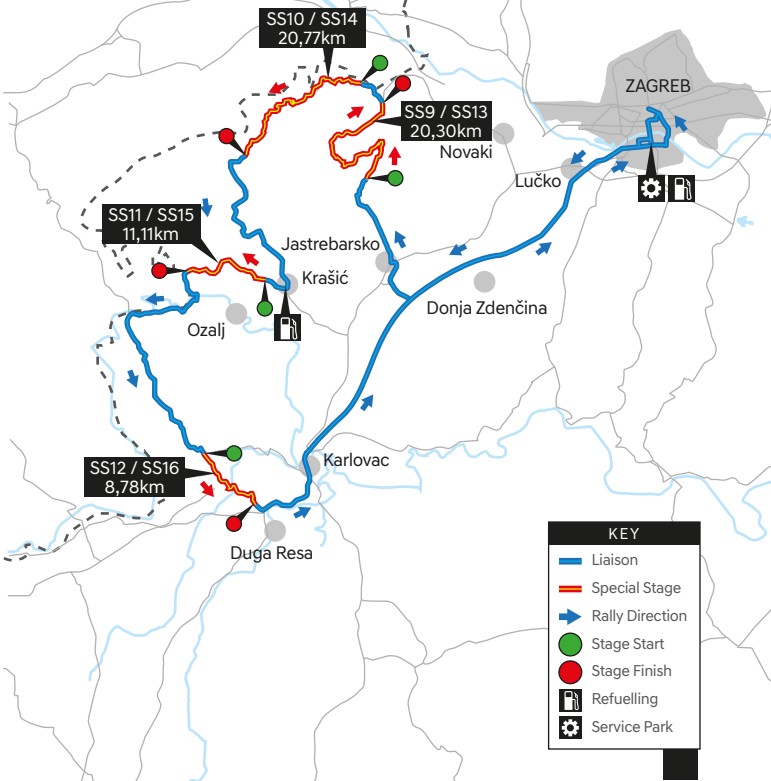 SS10 / SS14
20,77km
ZAGREB
SS9 / SS13
20,30km
Novaki
Lučko
SS11 / SS15
11,11km
Jastrebarsko
Krašić
Donja Zdenčina
Ozalj
Karlovac
SS12 / SS16
8,78km
Duga Resa
KEY
Liaison
Special Stage
Rally Direction
Stage Start
Stage Finish
Refuelling
Service Park